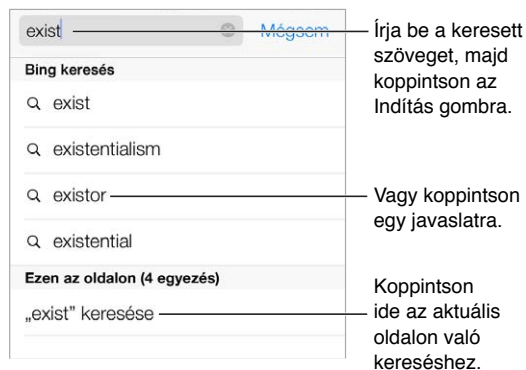 exist Mégsem
Bing keresés
exist
existentialism
existor
existential
Ezen az oldalon (4 egyezés)
„exist” keresése
Írja be a keresett
szöveget, majd
koppintson az
Indítás gombra.
Vagy koppintson
egy javaslatra.
Koppintson
ide az aktuális
oldalon való
kereséshez.